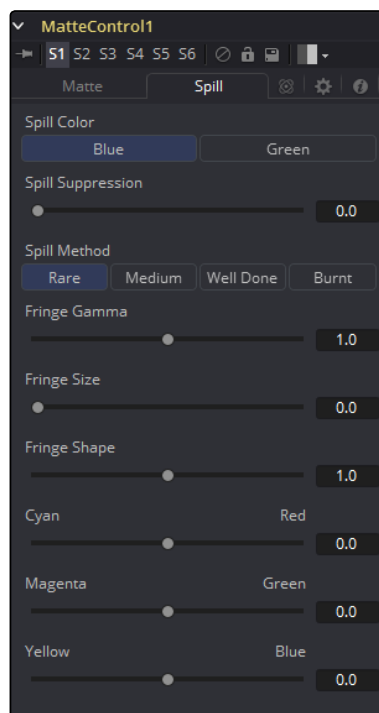 MatteControl1
S1 S2 S3 S4 S5 S6
Matte Spill
Spill Color
Blue Green
Spill Suppression
0.0
Spill Method
Rare Medium Well Done Burnt
Fringe Gamma
1.0
Fringe Size
0.0
Fringe Shape
1.0
Cyan Red
0.0
Magenta Green
0.0
Yellow Blue
0.0